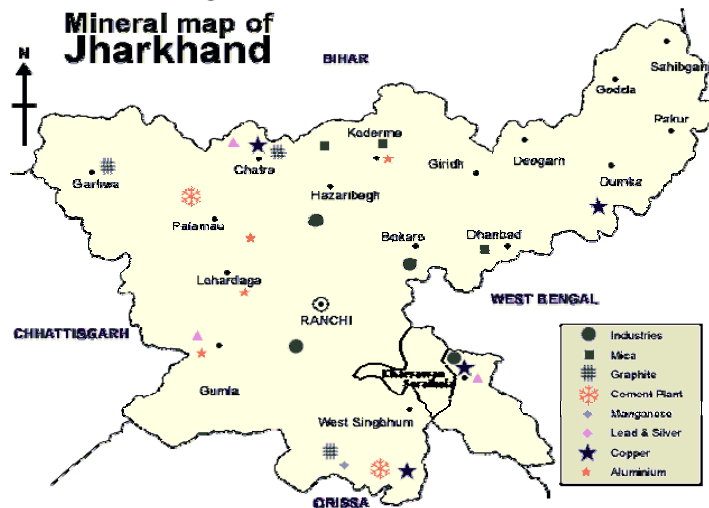 Mineral map of
Jharkhand
N
BIHAR
Sahibganj
Godda
Pakur
Koderma
Deogarh
Giridh
Chatra
Garhwa
Dumka
Hazaribagh
Palamau
Bokaro
Dhanbad
Lohardaga
WEST BENGAL
RANCHI
CHHATTISGARH
Gumla
West Singbhum
ORISSA
Industries
Mica
Graphite
Cement Plant
Manganese
Lead & Silver
Copper
Aluminium